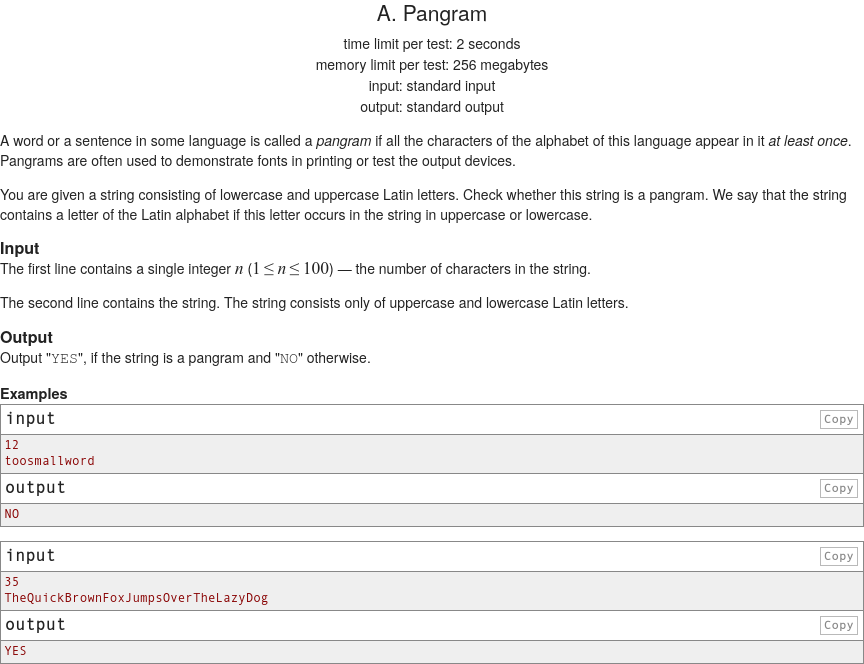 A. Pangram
time limit per test: 2 seconds
memory limit per test: 256 megabytes
input: standard input
output: standard output
A word or a sentence in some language is called a pangram if all the characters of the alphabet of this language appear in it at least once.
Pangrams are often used to demonstrate fonts in printing or test the output devices.
You are given a string consisting of lowercase and uppercase Latin letters. Check whether this string is a pangram. We say that the string
contains a letter of the Latin alphabet if this letter occurs in the string in uppercase or lowercase.
Input
The first line contains a single integer n (1 ≤ n ≤ 100) — the number of characters in the string.
The second line contains the string. The string consists only of uppercase and lowercase Latin letters.
Output
Output "YES", if the string is a pangram and "NO" otherwise.
Examples
input Copy
12
toosmallword
output Copy
NO
input Copy
35
TheQuickBrownFoxJumpsOverTheLazyDog
output Copy
YES